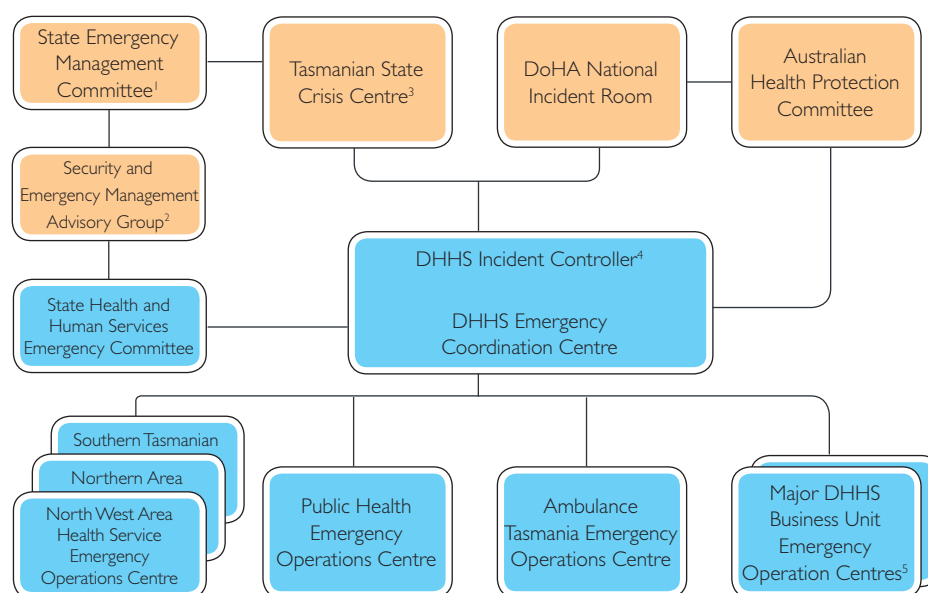 State Emergency
Management
Committee¹
Tasmanian State
Crisis Centre³
DoHA National
Incident Room
Australian
Health Protection
Committee
Security and
Emergency Management
Advisory Group²
DHHS Incident Controller⁴
DHHS Emergency
Coordination Centre
State Health and
Human Services
Emergency Committee
Southern Tasmanian
Northern Area
North West Area
Health Service
Emergency
Operations Centre
Public Health
Emergency
Operations Centre
Ambulance
Tasmania Emergency
Operations Centre
Major DHHS
Business Unit
Emergency
Operation Centres⁵